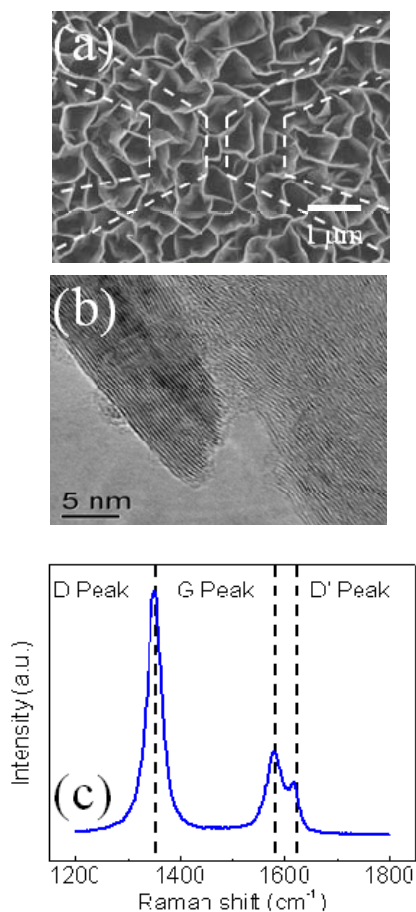 (a)
1 μm
(b)
5 nm
D Peak G Peak D' Peak
Intensity (a.u.)
(c)
1200 1400 1600 1800
Raman shift (cm⁻¹)